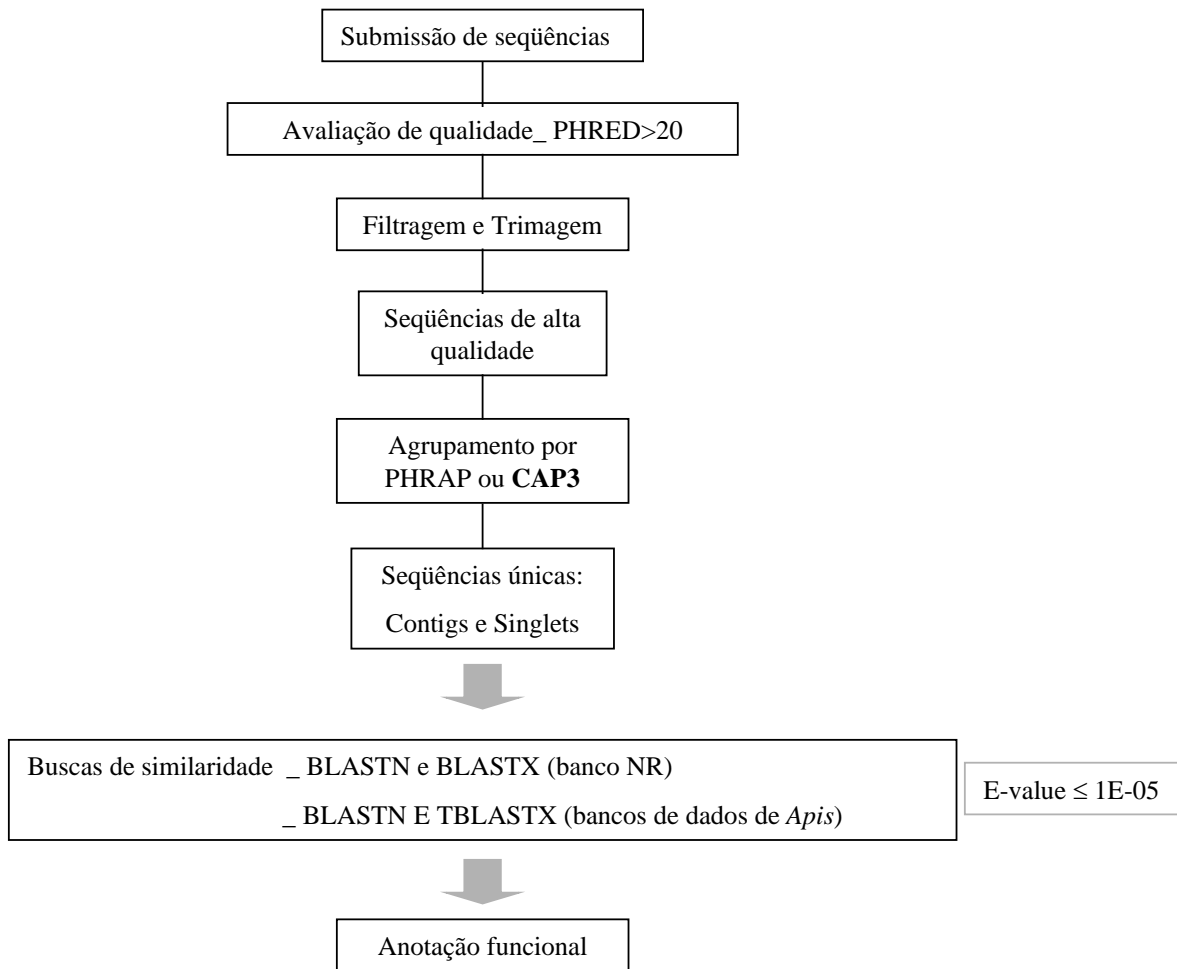 Submissão de seqüências
Avaliação de qualidade_ PHRED>20
Filtragem e Trimagem
Seqüências de alta
qualidade
Agrupamento por
PHRAP ou CAP3
Seqüências únicas:
Contigs e Singlets
Buscas de similaridade _ BLASTN e BLASTX (banco NR)
_ BLASTN E TBLASTX (bancos de dados de Apis)
E-value ≤ 1E-05
Anotação funcional